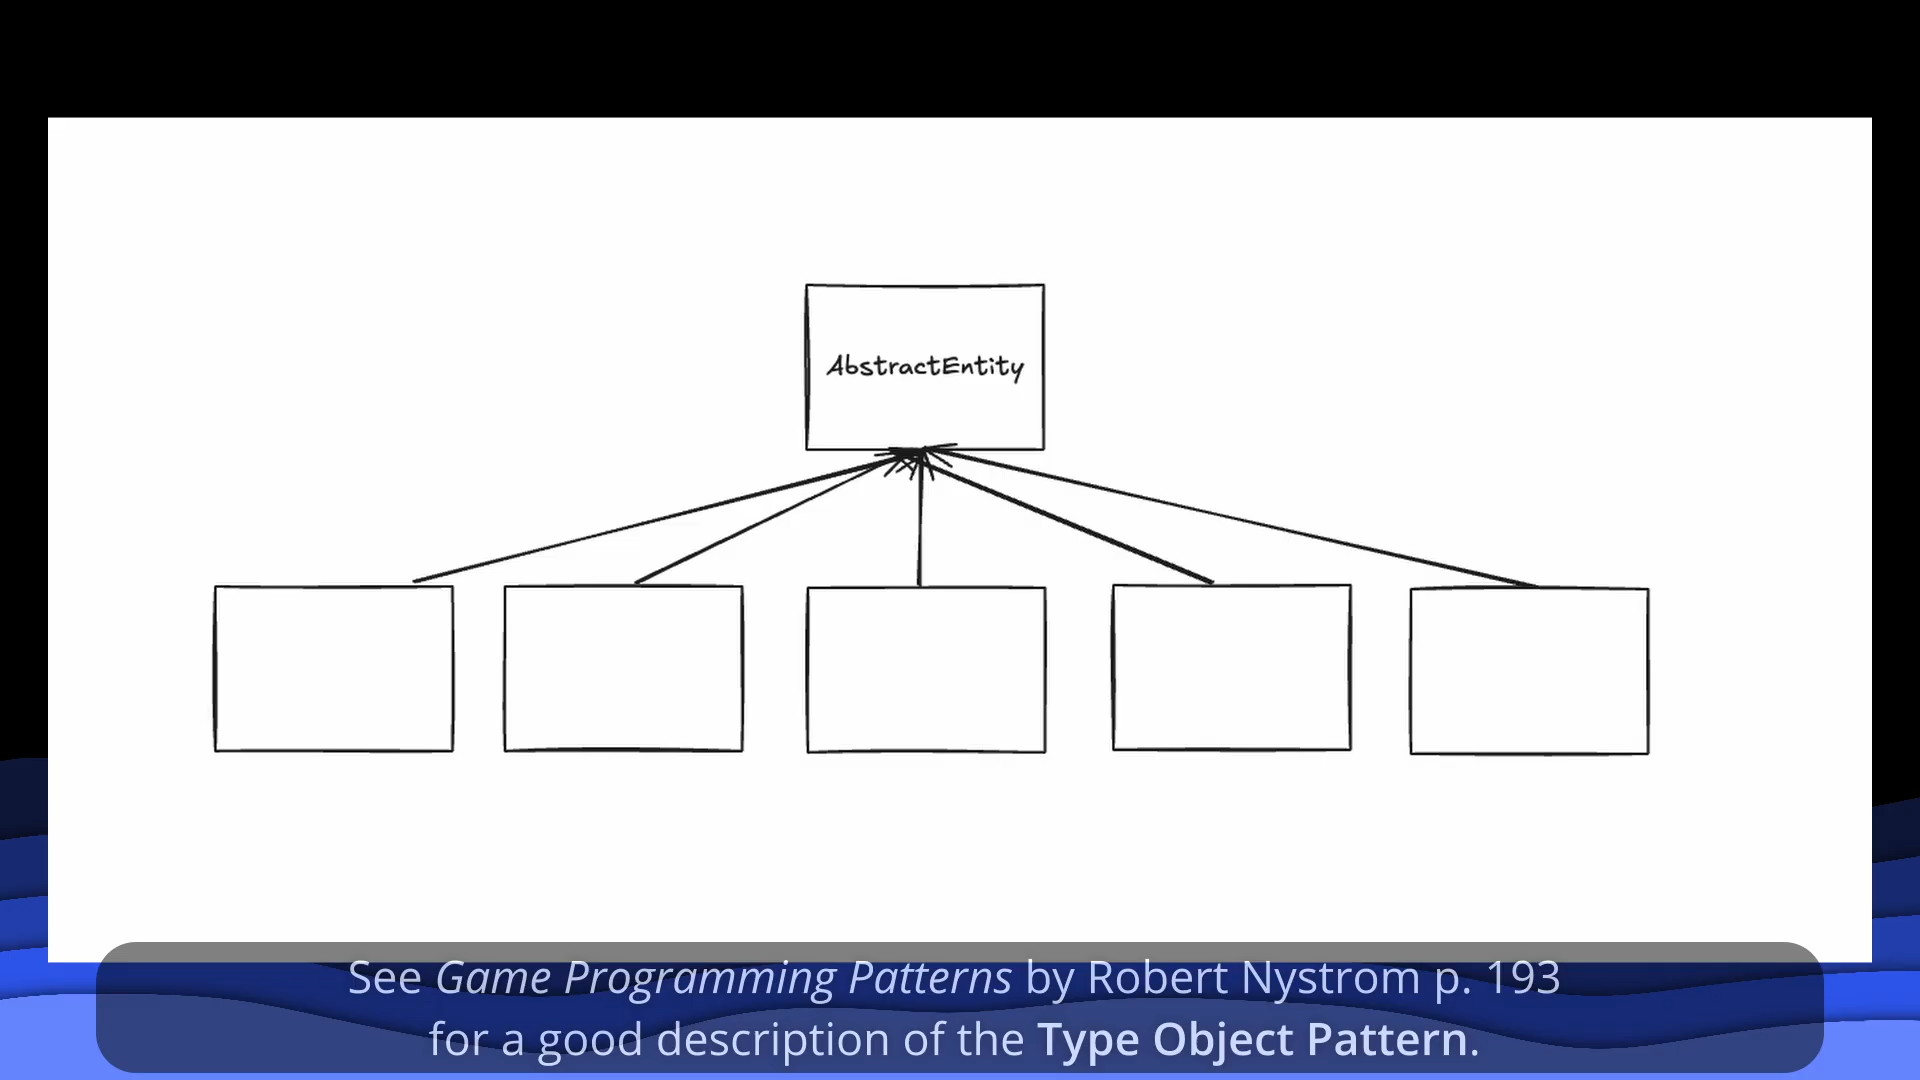 AbstractEntity
See Game Programming Patterns by Robert Nystrom p. 193
for a good description of the Type Object Pattern.